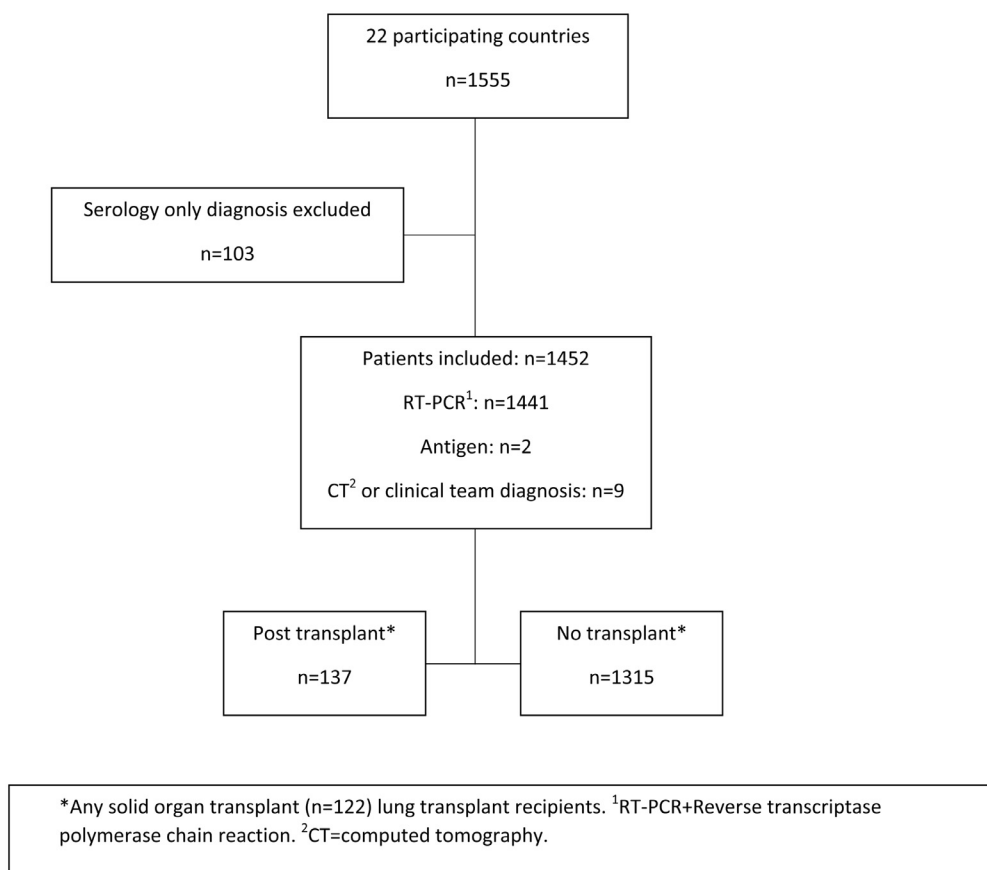 22 participating countries
n=1555
Serology only diagnosis excluded
n=103
Patients included: n=1452
RT-PCR¹: n=1441
Antigen: n=2
CT² or clinical team diagnosis: n=9
Post transplant*
n=137
No transplant*
n=1315
*Any solid organ transplant (n=122) lung transplant recipients. ¹RT-PCR+Reverse transcriptase
polymerase chain reaction. ²CT=computed tomography.